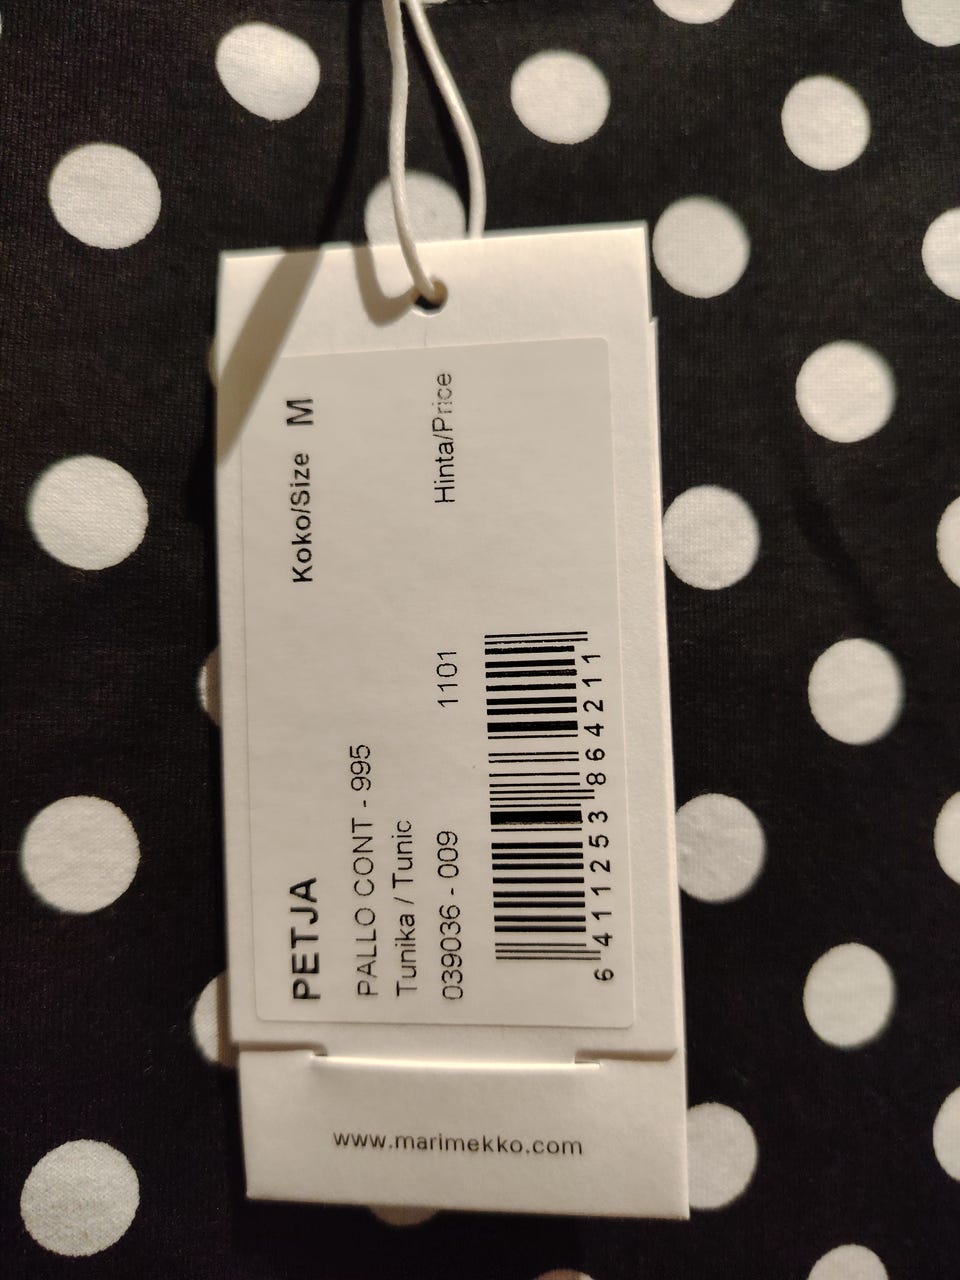 PETJA Koko/Size M
PALLO CONT - 995
Tunika / Tunic
039036 - 009 1101 Hinta/Price
6 411253 864211
www.marimekko.com